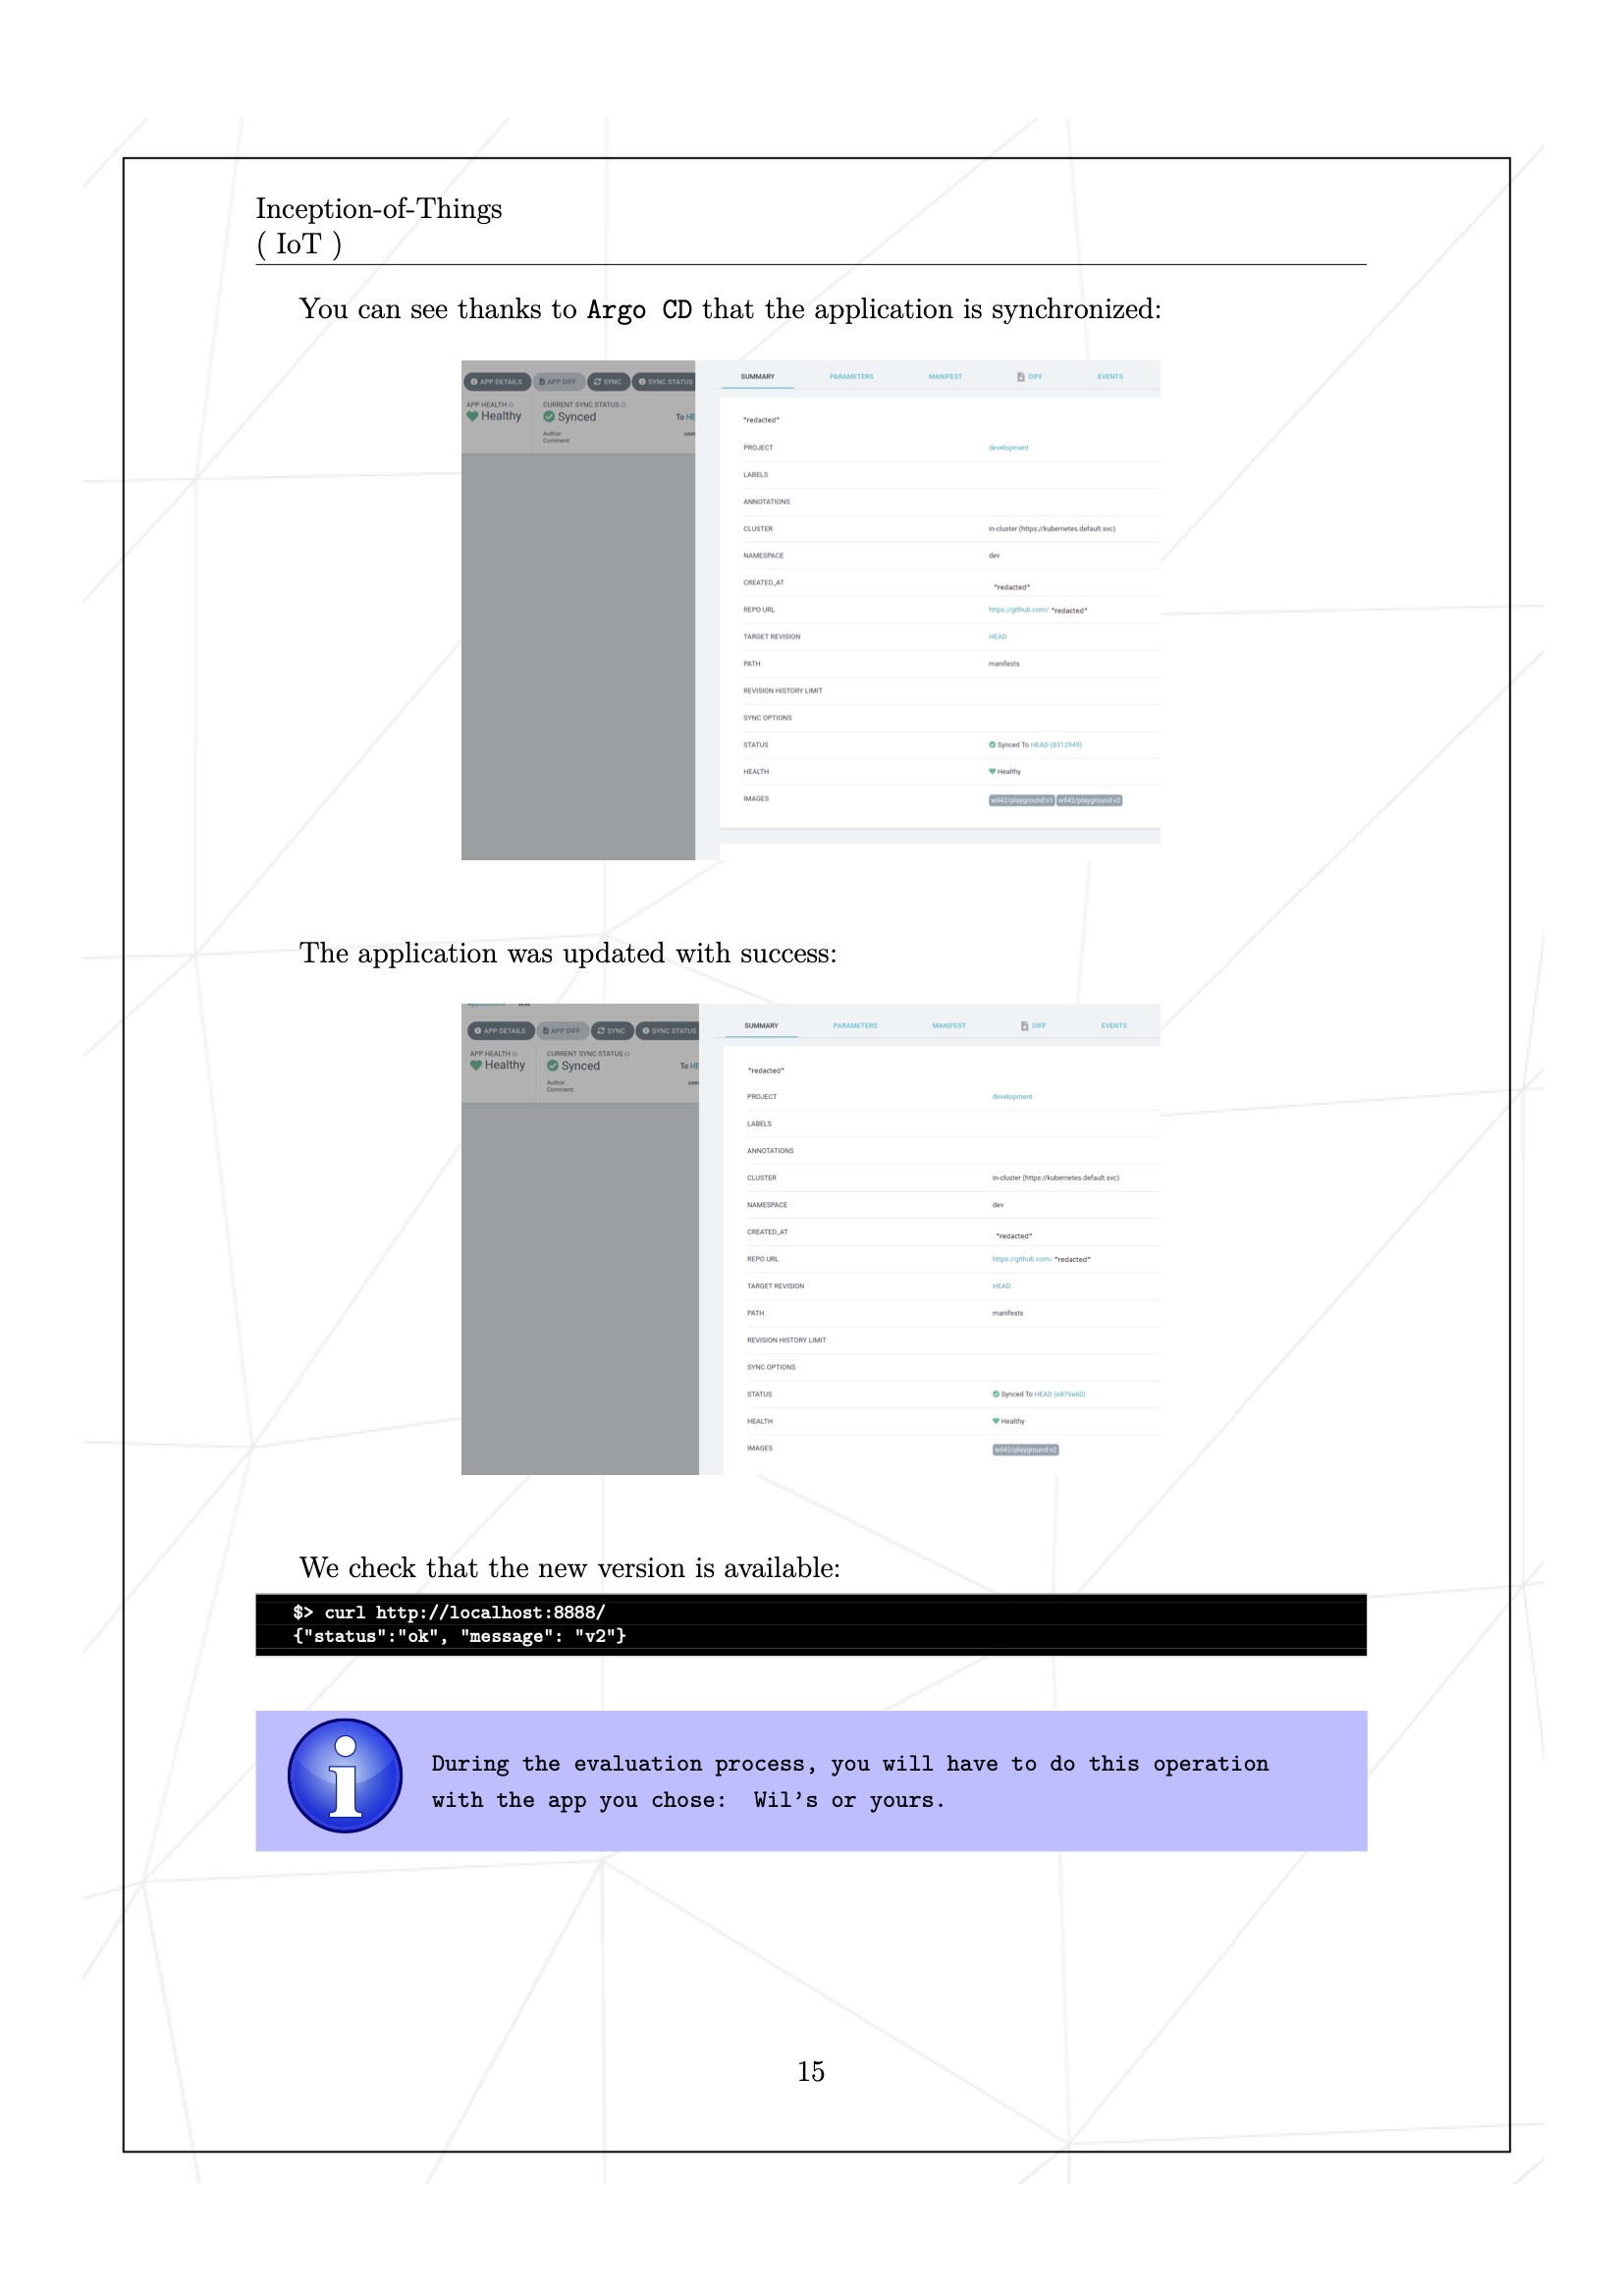 Inception-of-Things
( IoT )
You can see thanks to Argo CD that the application is synchronized:
APP DETAILS APP DIFF SYNC SYNC STATUS
APP HEALTH
Healthy
CURRENT SYNC STATUS
Synced
To HE
Author:
Comment:
user
SUMMARY PARAMETERS MANIFEST DIFF EVENTS
*redacted*
PROJECT development
LABELS
ANNOTATIONS
CLUSTER in-cluster (https://kubernetes.default.svc)
NAMESPACE dev
CREATED_AT *redacted*
REPO URL https://github.com/ *redacted*
TARGET REVISION HEAD
PATH manifests
REVISION HISTORY LIMIT
SYNC OPTIONS
STATUS Synced To HEAD (8312949)
HEALTH Healthy
IMAGES wil42/playground:v1 wil42/playground:v2
The application was updated with success:
APP DETAILS APP DIFF SYNC SYNC STATUS
APP HEALTH
Healthy
CURRENT SYNC STATUS
Synced
To HE
Author:
Comment:
user
SUMMARY PARAMETERS MANIFEST DIFF EVENTS
*redacted*
PROJECT development
LABELS
ANNOTATIONS
CLUSTER in-cluster (https://kubernetes.default.svc)
NAMESPACE dev
CREATED_AT *redacted*
REPO URL https://github.com/ *redacted*
TARGET REVISION HEAD
PATH manifests
REVISION HISTORY LIMIT
SYNC OPTIONS
STATUS Synced To HEAD (e879a60)
HEALTH Healthy
IMAGES wil42/playground:v2
We check that the new version is available:
$> curl http://localhost:8888/
{"status":"ok", "message": "v2"}
During the evaluation process, you will have to do this operation
with the app you chose: Wil's or yours.
15